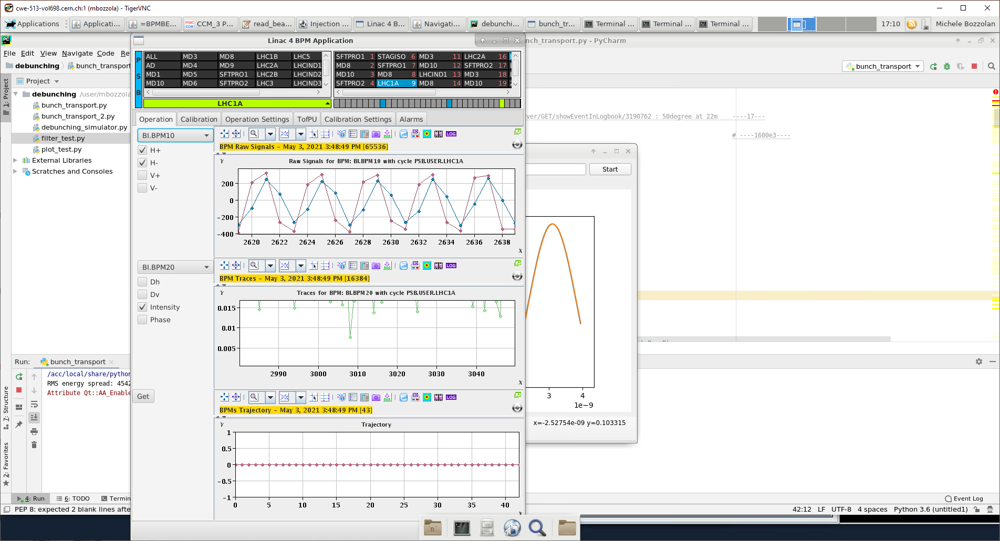 cwe-513-vol698.cern.ch:1 (mbozzola) - TigerVNC
Applications
Applicati...
=BPMBE...
PSBC CCM
CCM_3 P...
read_bea...
Injection ...
Linac 4 B...
Navigati...
debunchi...
bunch_tr...
Terminal ...
Terminal ...
Terminal ...
17:10
Michele Bozzolan
Linac 4 BPM Application
nch_transport.py - PyCharm
File Edit View Navigate Code Re
debunching
bunch_transport
bunch_transport
1: Project
Project
debunching /user/mbozzola
bunch_transport.py
bunch_transport_2.py
debunching_simulator.py
filter_test.py
plot_test.py
External Libraries
Scratches and Consoles
P
S
B
ALL MD3 MD8 LHC1B LHC5
AD MD4 MD9 LHC2A LHCIND1
MD1 MD5 SFTPRO1 LHC2B LHCIND2
MD10 MD6 SFTPRO2 LHC3 LHCIND3
SFTPRO1 1 STAGISO 6 MD3 11 LHC2A 16
MD8 2 SFTPRO1 7 MD10 12 SFTPRO2 17
MD10 3 MD8 8 LHCIND1 13 MD3 18
SFTPRO2 4 LHC1A 9 MD8 14 MD10 19
LHC1A
Operation
Calibration
Operation Settings
TofPU
Calibration Settings
Alarms
BI.BPM10
H+
H-
V+
V-
LOG
BPM Raw Signals - May 3, 2021 3:48:49 PM [65536]
Y
Raw Signals for BPM: BI.BPM10 with cycle PSB.USER.LHC1A
200
0
-200
-400
2620 2622 2624 2626 2628 2630 2632 2634 2636 2638
X
BI.BPM20
Dh
Dv
Intensity
Phase
LOG
BPM Traces - May 3, 2021 3:48:49 PM [16384]
Y
Traces for BPM: BI.BPM20 with cycle PSB.USER.LHC1A
0.015
0.01
0.005
2990 3000 3010 3020 3030 3040
X
Get
LOG
BPMs Trajectory - May 3, 2021 3:48:49 PM [43]
Y
Trajectory
1
0.5
0
-0.5
-1
0 5 10 15 20 25 30 35 40
X
ver/GET/showEventInLogbook/3190762 : 50degree at 22m ----17---
# ----1600e3----
Start
3 4
1e-9
x=-2.52754e-09 y=0.103315
Run: bunch_transport
/acc/local/share/python
RMS energy spread: 4542
Attribute Qt::AA_Enable
7: Structure
2: Favorites
4: Run
6: TODO
Termin
Event Log
PEP 8: expected 2 blank lines afte
42:12 LF UTF-8 4 spaces Python 3.6 (untitled1)